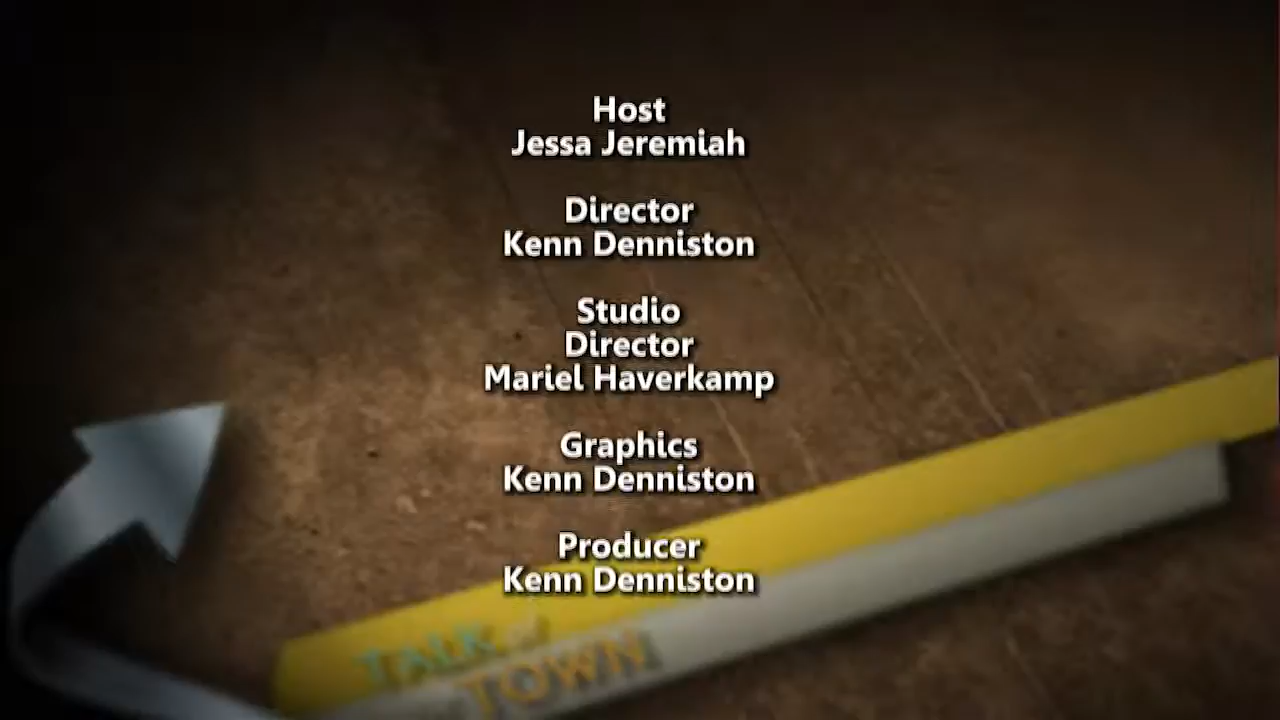 Host
Jessa Jeremiah
Director
Kenn Denniston
Studio
Director
Mariel Haverkamp
Graphics
Kenn Denniston
Producer
Kenn Denniston
TALK of
TOWN